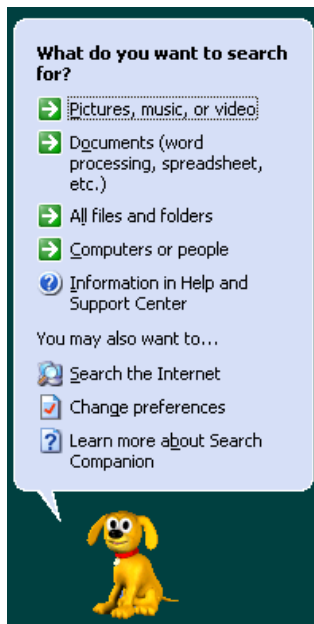 What do you want to search
for?
Pictures, music, or video
Documents (word
processing, spreadsheet,
etc.)
All files and folders
Computers or people
Information in Help and
Support Center
You may also want to...
Search the Internet
Change preferences
Learn more about Search
Companion